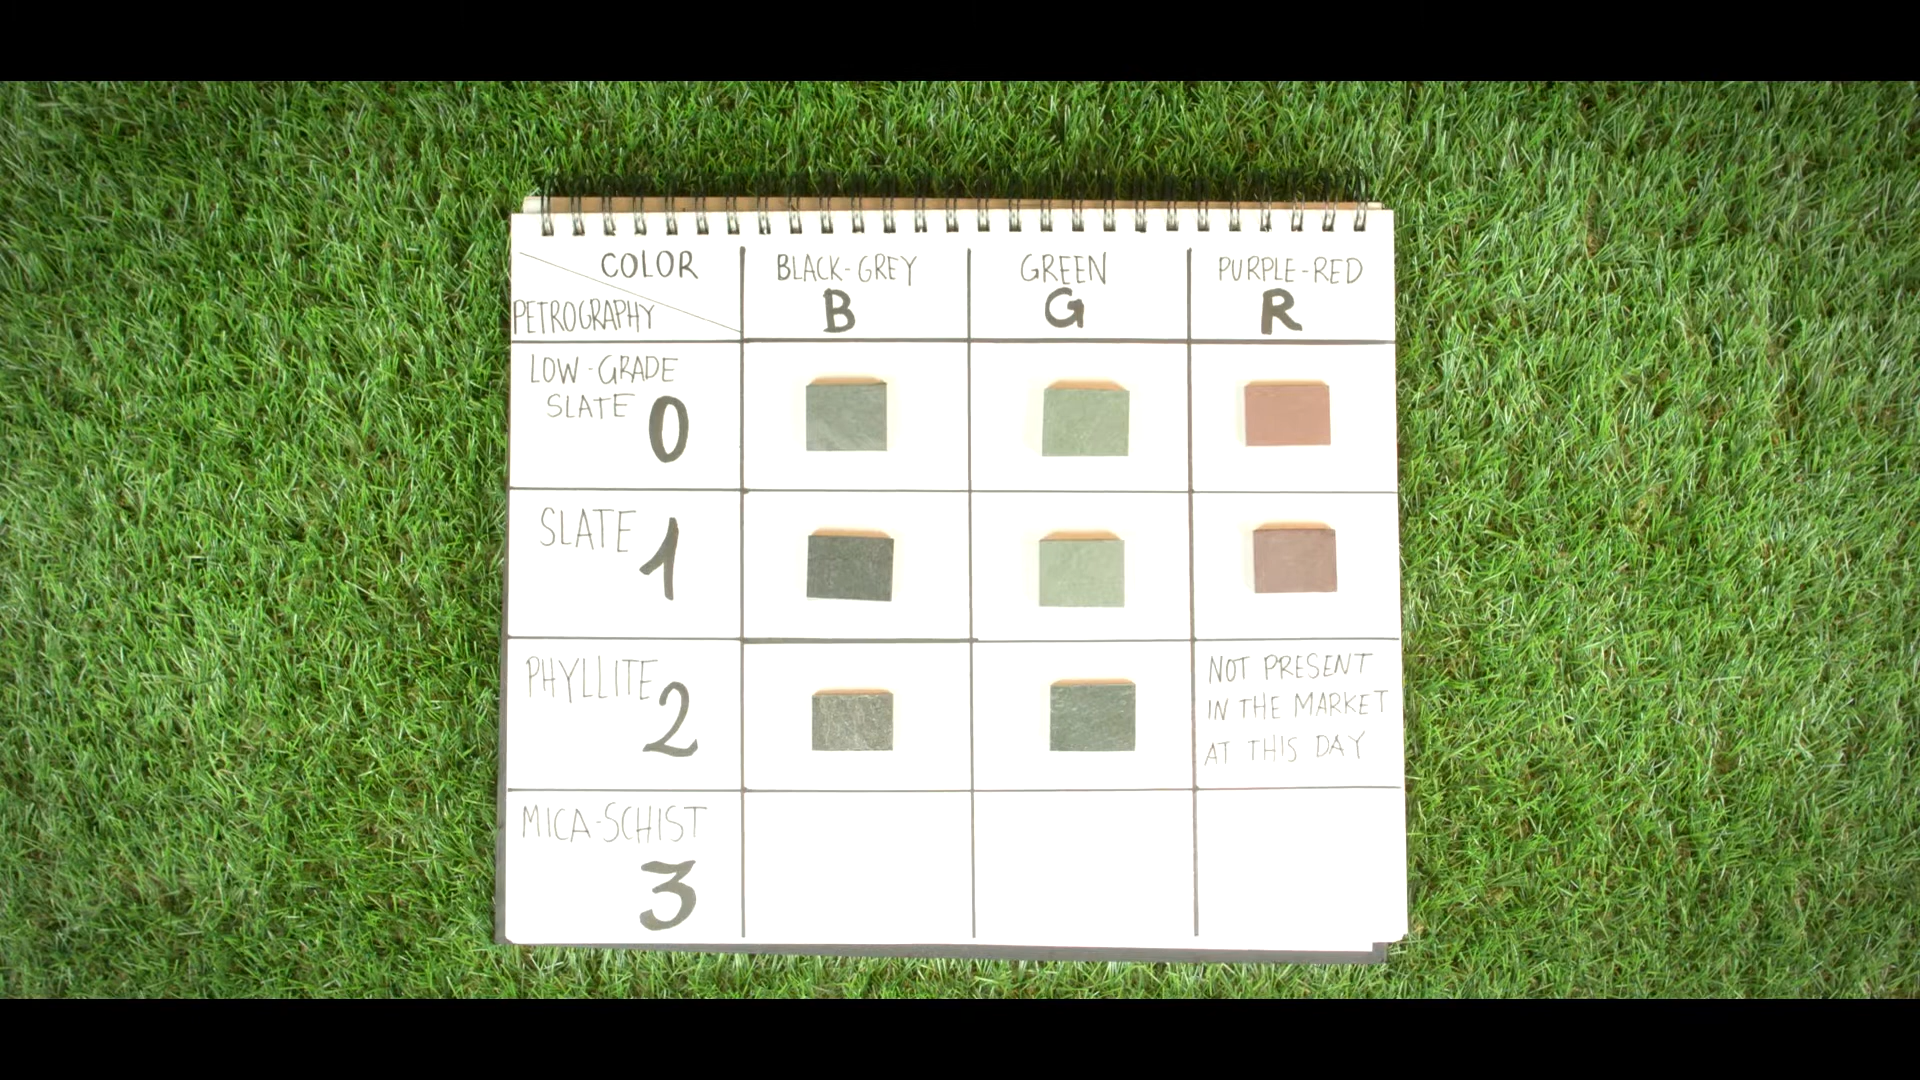 COLOR
PETROGRAPHY
BLACK-GREY
B
GREEN
G
PURPLE-RED
R
LOW-GRADE
SLATE 0
SLATE 1
PHYLLITE 2
NOT PRESENT
IN THE MARKET
AT THIS DAY
MICA-SCHIST
3